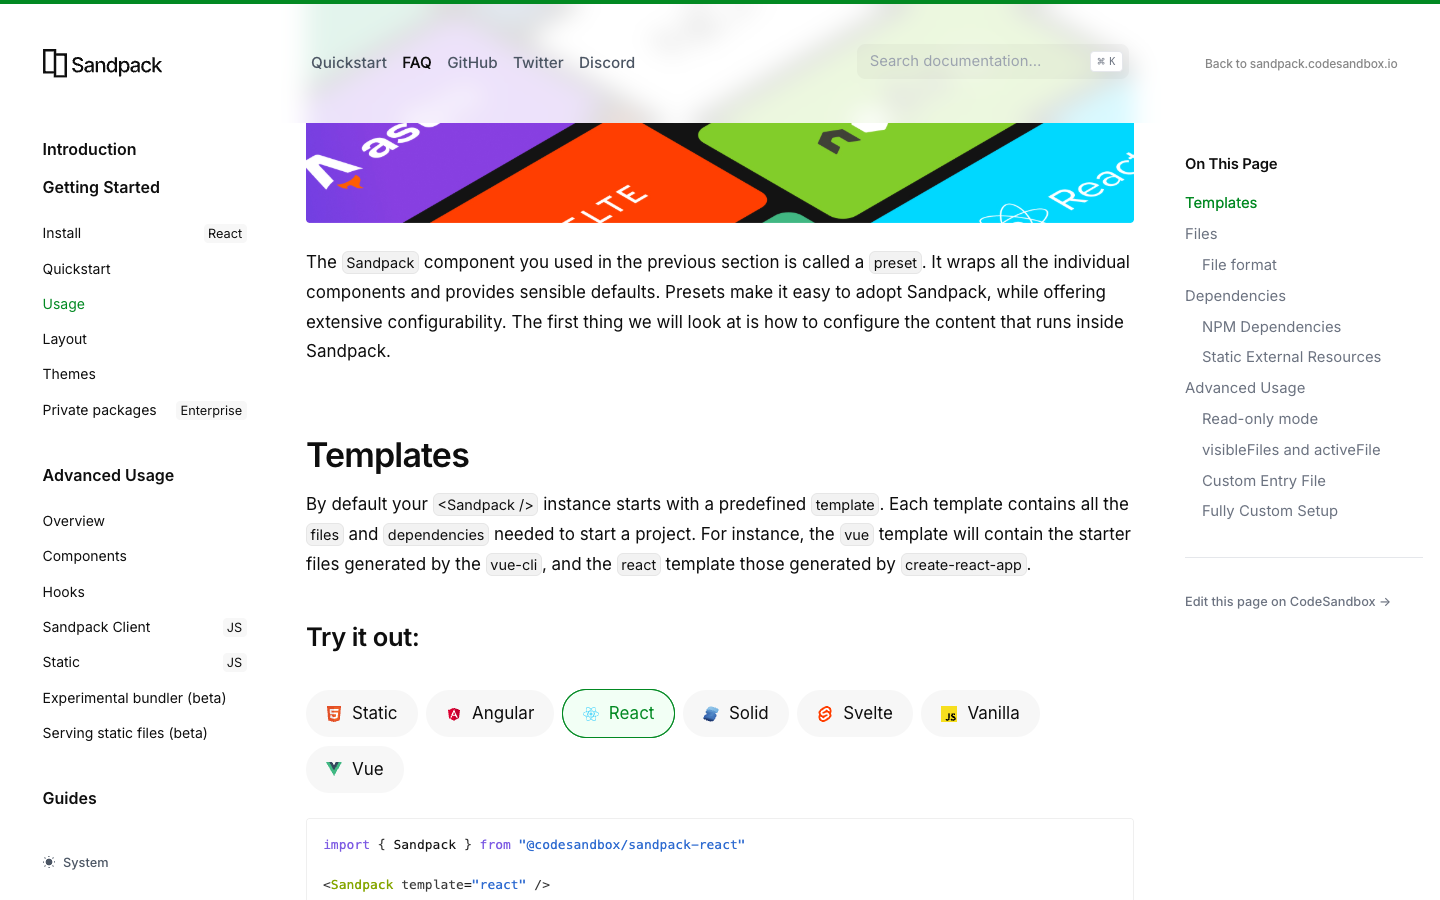 Sandpack
Quickstart FAQ GitHub Twitter Discord
Search documentation...
⌘ K
Back to sandpack.codesandbox.io
Introduction
Getting Started
Install React
Quickstart
Usage
Layout
Themes
Private packages Enterprise
Advanced Usage
Overview
Components
Hooks
Sandpack Client JS
Static JS
Experimental bundler (beta)
Serving static files (beta)
Guides
System
React
The Sandpack component you used in the previous section is called a preset. It wraps all the individual
components and provides sensible defaults. Presets make it easy to adopt Sandpack, while offering
extensive configurability. The first thing we will look at is how to configure the content that runs inside
Sandpack.
Templates
By default your <Sandpack /> instance starts with a predefined template. Each template contains all the
files and dependencies needed to start a project. For instance, the vue template will contain the starter
files generated by the vue-cli, and the react template those generated by create-react-app.
Try it out:
Static Angular React Solid Svelte Vanilla
Vue
import { Sandpack } from "@codesandbox/sandpack-react"
<Sandpack template="react" />
On This Page
Templates
Files
File format
Dependencies
NPM Dependencies
Static External Resources
Advanced Usage
Read-only mode
visibleFiles and activeFile
Custom Entry File
Fully Custom Setup
Edit this page on CodeSandbox →